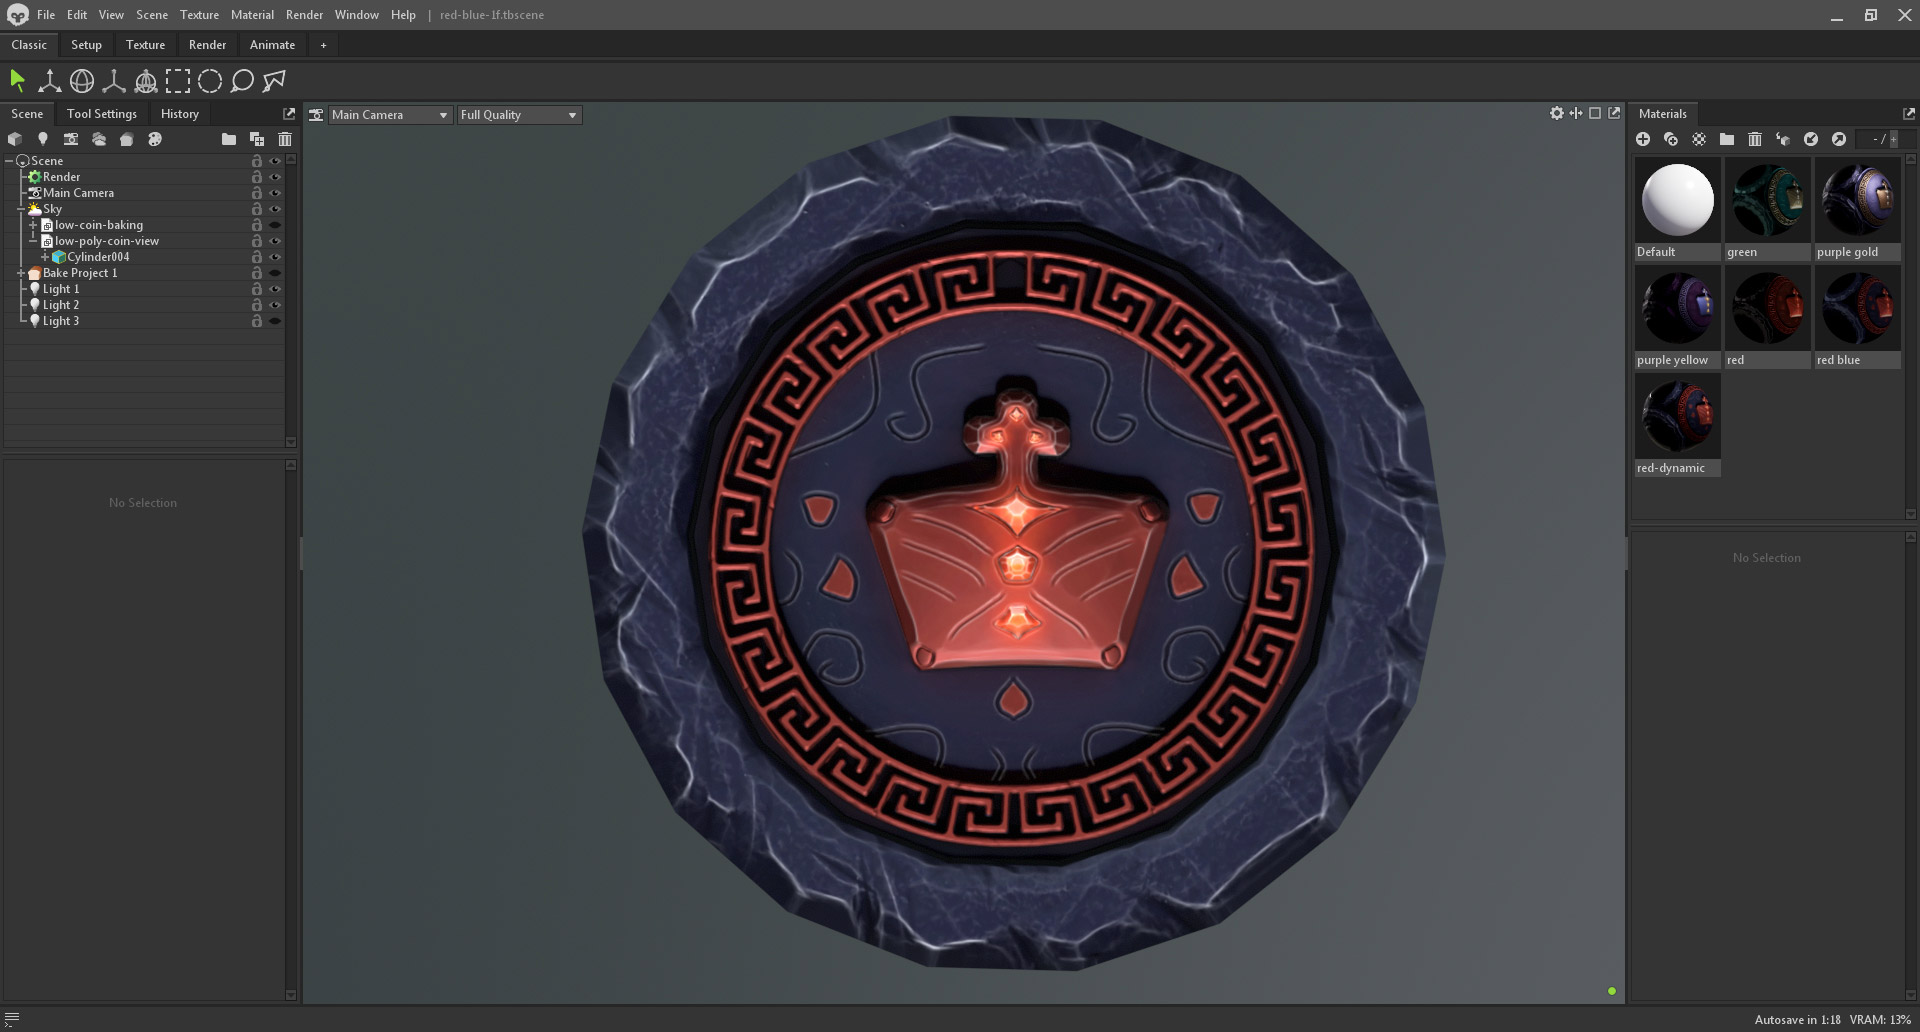 File Edit View Scene Texture Material Render Window Help | red-blue-1f.tbscene
Classic Setup Texture Render Animate +
Scene Tool Settings History
Main Camera Full Quality
Materials
- /
Scene
Render
Main Camera
Sky
low-coin-baking
low-poly-coin-view
Cylinder004
Bake Project 1
Light 1
Light 2
Light 3
No Selection
Default green purple gold
purple yellow red red blue
red-dynamic
No Selection
Autosave in 1:18 VRAM: 13%